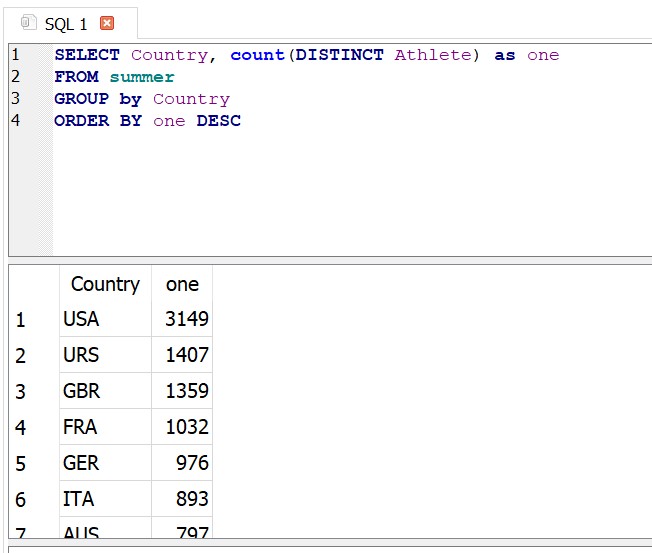 SQL 1
1 SELECT Country, count(DISTINCT Athlete) as one
2 FROM summer
3 GROUP by Country
4 ORDER BY one DESC
Country one
1 USA 3149
2 URS 1407
3 GBR 1359
4 FRA 1032
5 GER 976
6 ITA 893
7 AUS 797